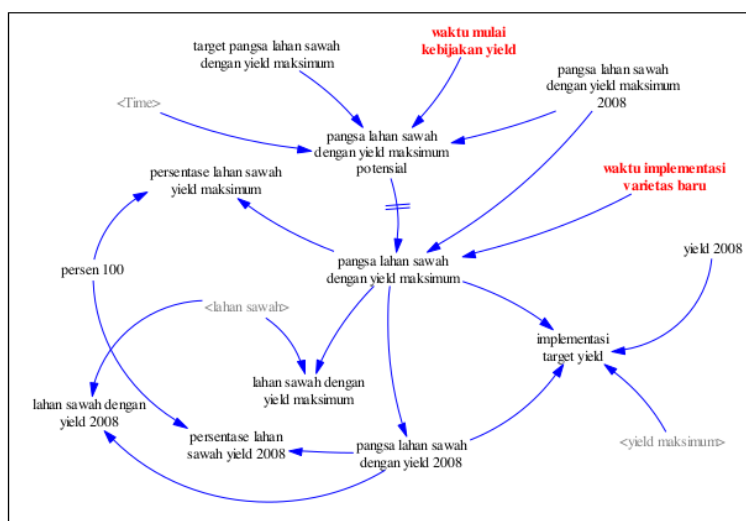 target pangsa lahan sawah
dengan yield maksimum
waktu mulai
kebijakan yield
pangsa lahan sawah
dengan yield maksimum
2008
<Time>
pangsa lahan sawah
dengan yield maksimum
potensial
persentase lahan sawah
yield maksimum
waktu implementasi
varietas baru
persen 100
pangsa lahan sawah
dengan yield maksimum
yield 2008
<lahan sawah>
implementasi
target yield
lahan sawah dengan
yield maksimum
lahan sawah dengan
yield 2008
persentase lahan
sawah yield 2008
pangsa lahan sawah
dengan yield 2008
<yield maksimum>